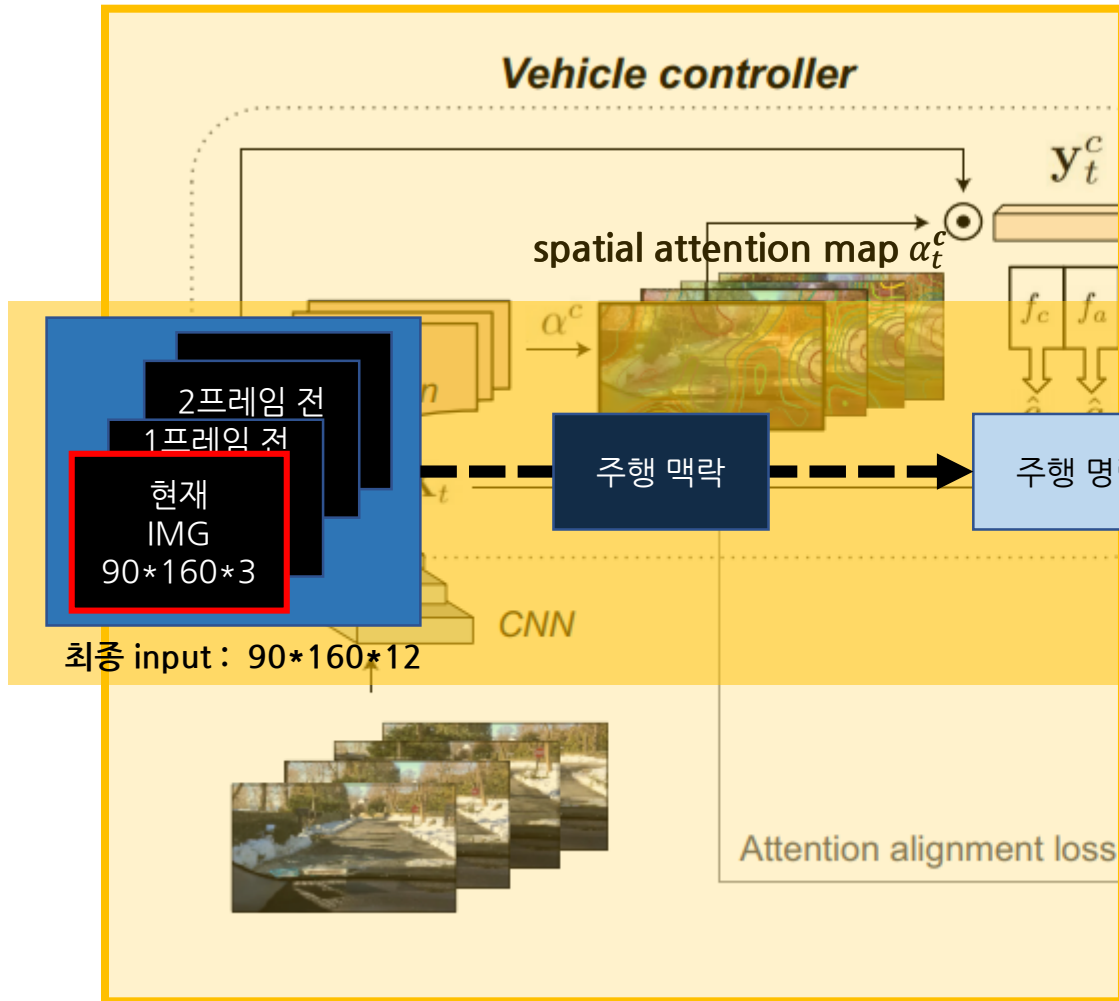 Vehicle controller
y_t^c
spatial attention map α_t^c
α^c
f_c f_a
2프레임 전
1프레임 전
현재
IMG
90*160*3
주행 맥락
주행 명
CNN
최종 input : 90*160*12
Attention alignment loss